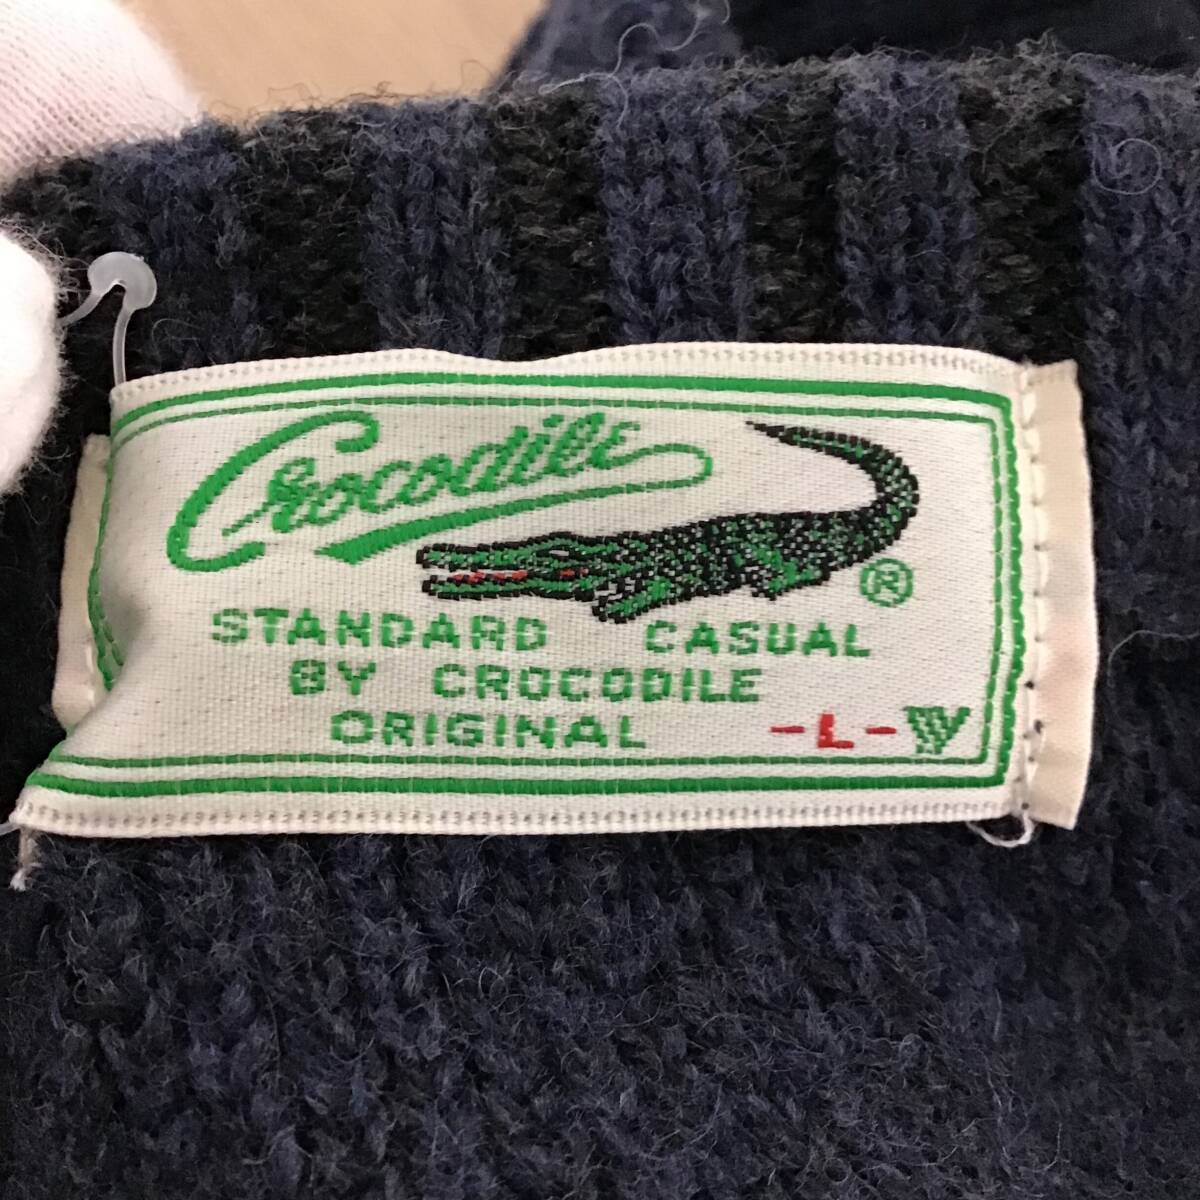 Crocodile
®
STANDARD CASUAL
BY CROCODILE
ORIGINAL -L-